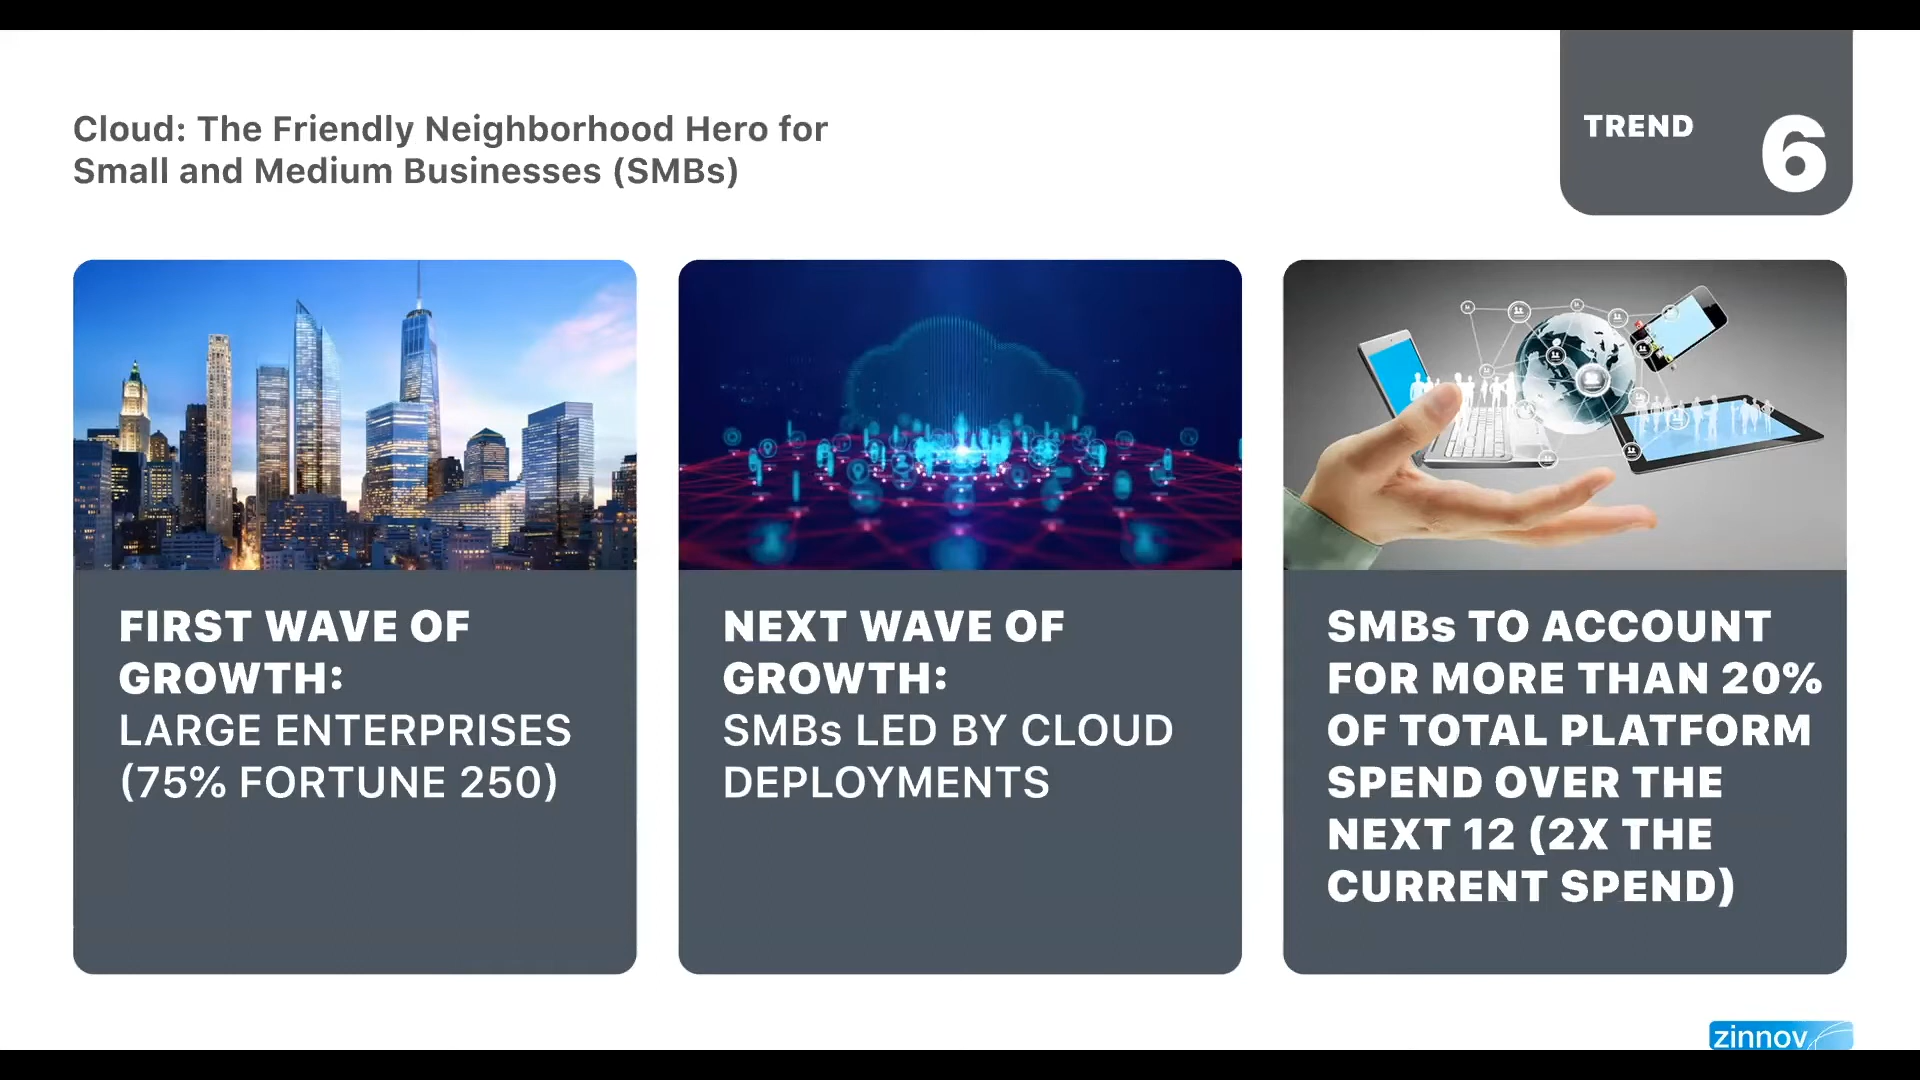 Cloud: The Friendly Neighborhood Hero for
Small and Medium Businesses (SMBs)
TREND 6
FIRST WAVE OF
GROWTH:
LARGE ENTERPRISES
(75% FORTUNE 250)
NEXT WAVE OF
GROWTH:
SMBs LED BY CLOUD
DEPLOYMENTS
SMBs TO ACCOUNT
FOR MORE THAN 20%
OF TOTAL PLATFORM
SPEND OVER THE
NEXT 12 (2X THE
CURRENT SPEND)
zinnov